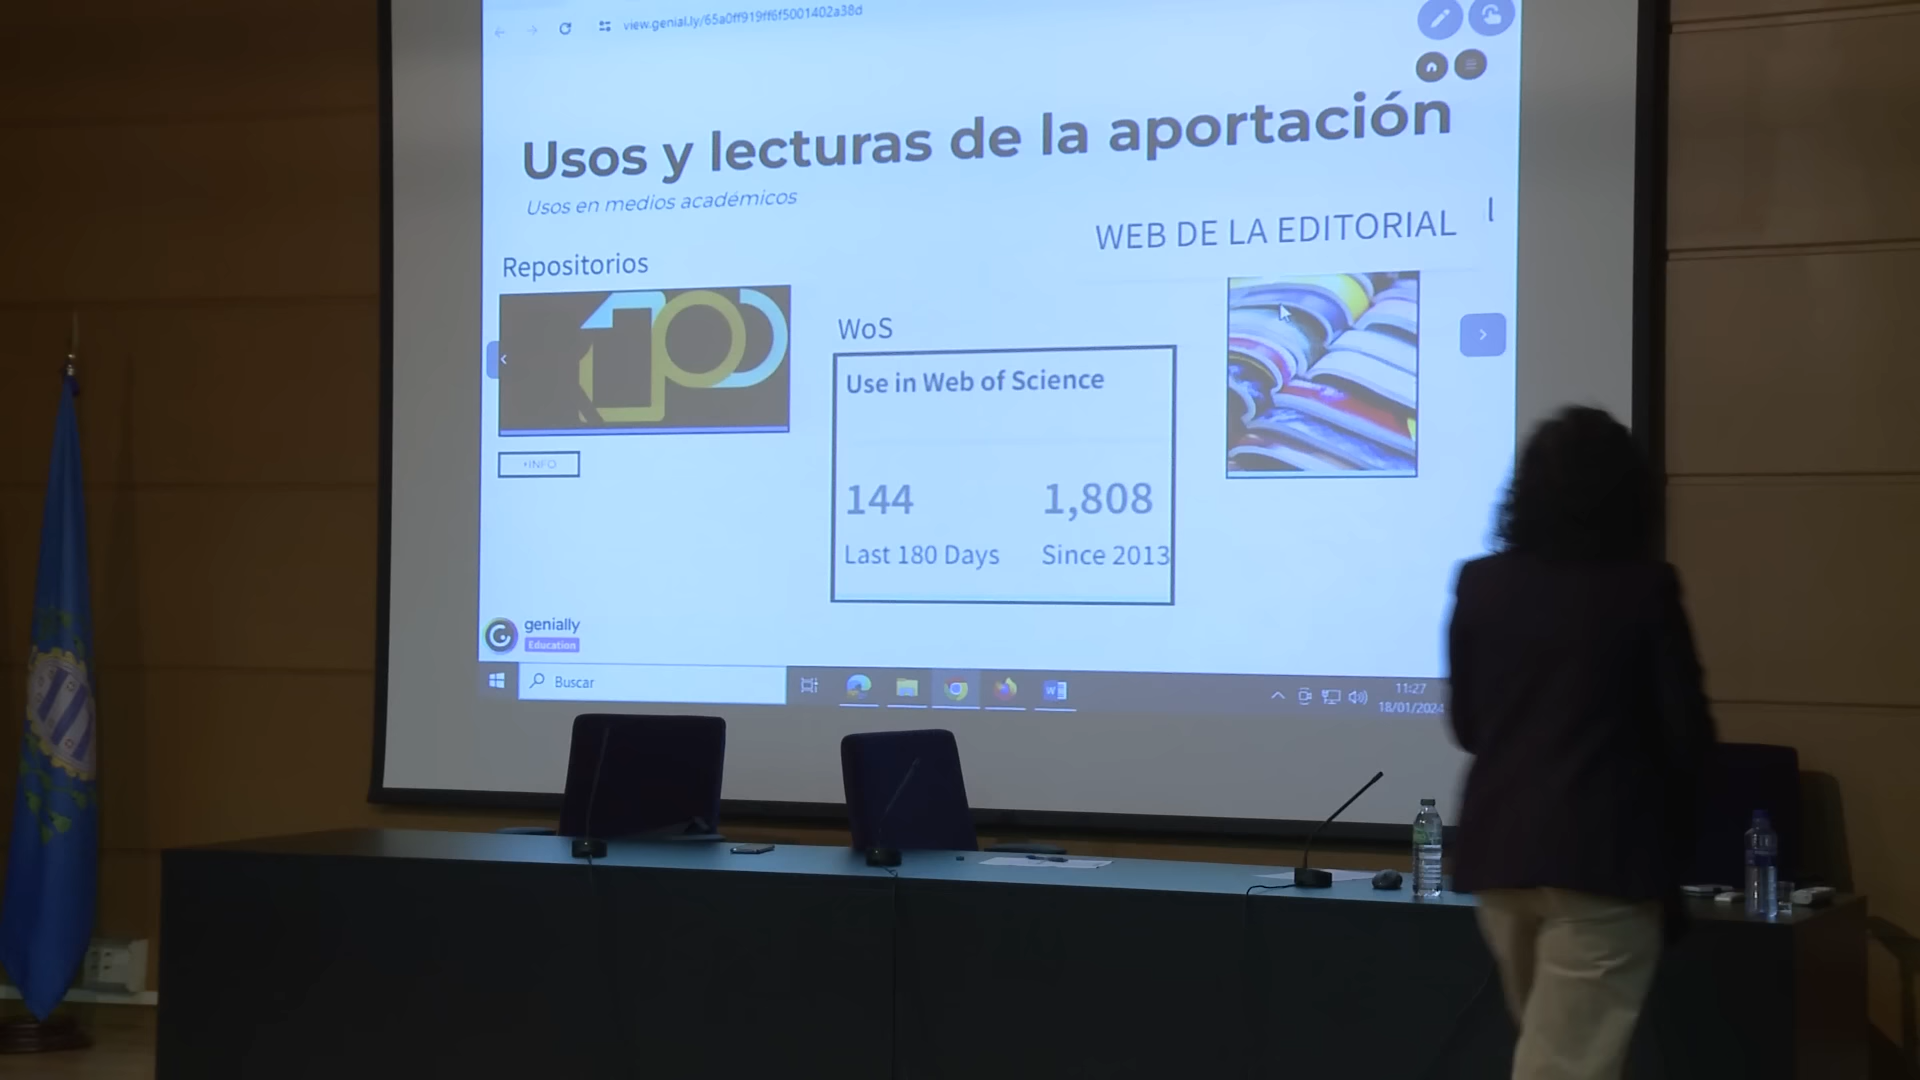 view.genial.ly/65a0ff919ff6f5001402a38d
Usos y lecturas de la aportación
Usos en medios académicos
WEB DE LA EDITORIAL
Repositorios
WoS
Use in Web of Science
144
1,808
Last 180 Days
Since 2013
+INFO
genially
Education
Buscar
11:27
18/01/2024